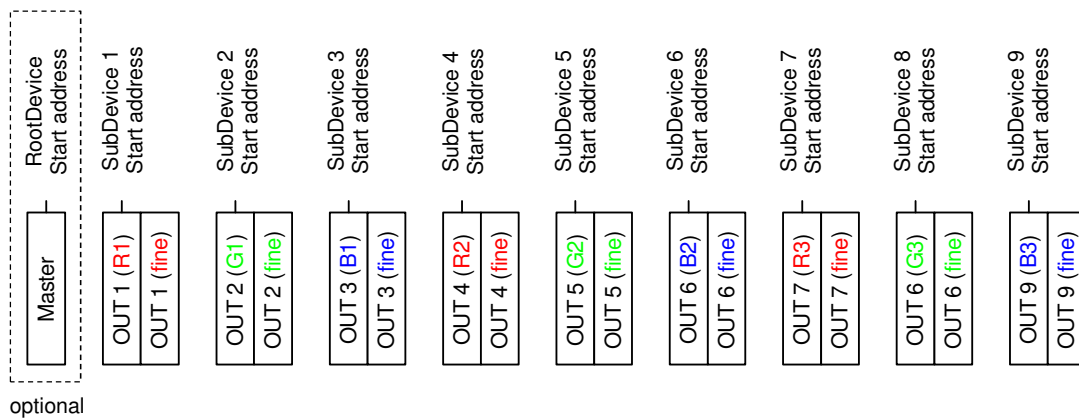 RootDevice
Start address
Master
optional
SubDevice 1
Start address
OUT 1 (R1)
OUT 1 (fine)
SubDevice 2
Start address
OUT 2 (G1)
OUT 2 (fine)
SubDevice 3
Start address
OUT 3 (B1)
OUT 3 (fine)
SubDevice 4
Start address
OUT 4 (R2)
OUT 4 (fine)
SubDevice 5
Start address
OUT 5 (G2)
OUT 5 (fine)
SubDevice 6
Start address
OUT 6 (B2)
OUT 6 (fine)
SubDevice 7
Start address
OUT 7 (R3)
OUT 7 (fine)
SubDevice 8
Start address
OUT 6 (G3)
OUT 6 (fine)
SubDevice 9
Start address
OUT 9 (B3)
OUT 9 (fine)